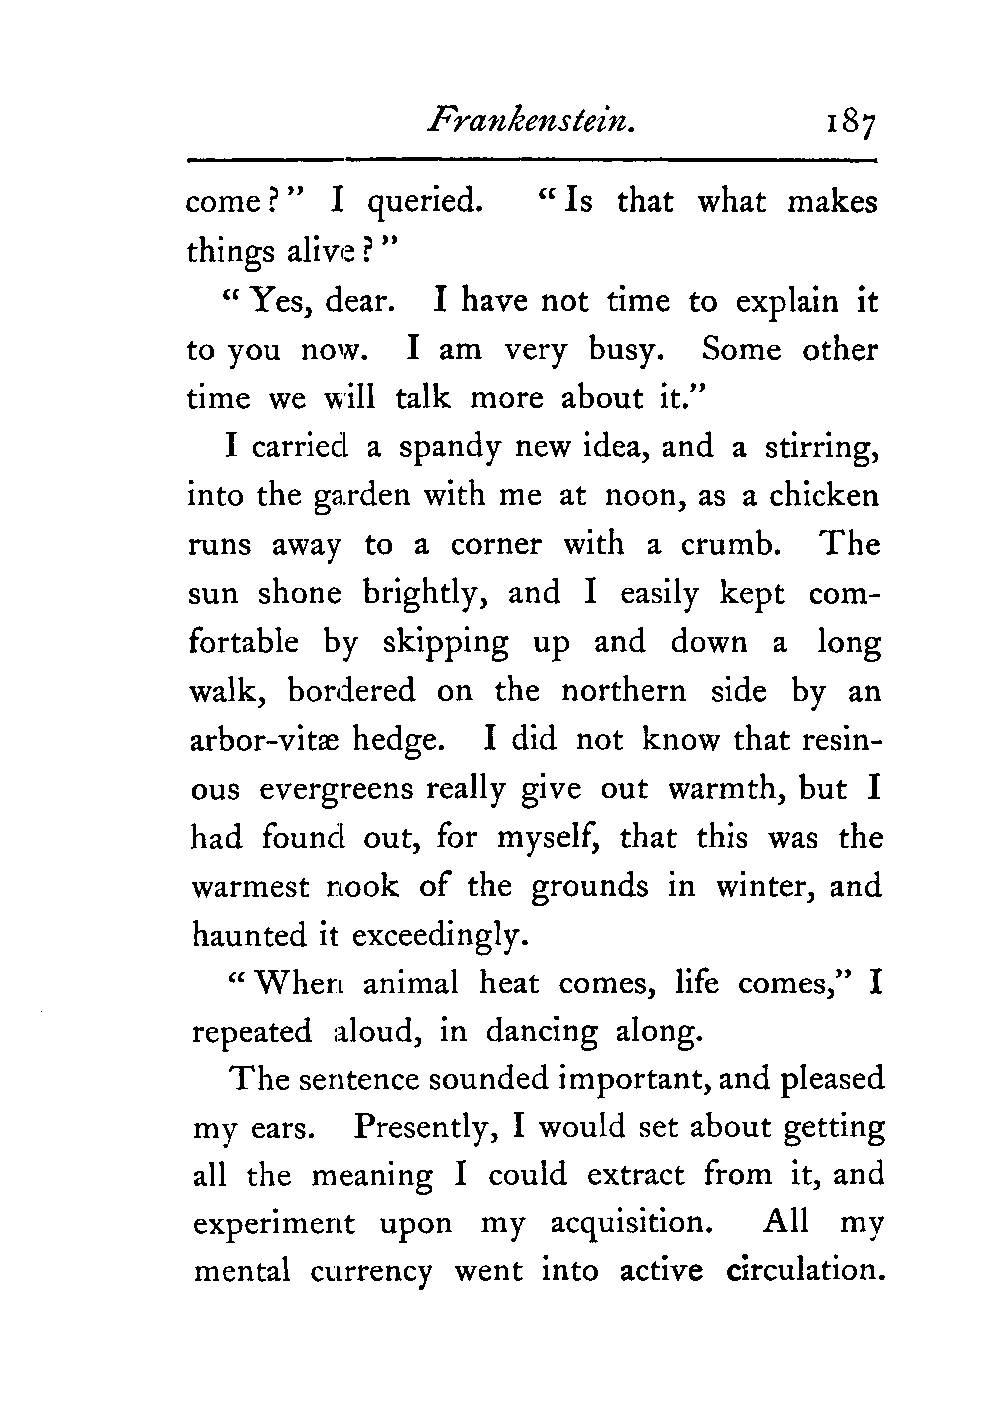 Frankenstein. 187
come?" I queried. "Is that what makes
things alive?"
"Yes, dear. I have not time to explain it
to you now. I am very busy. Some other
time we will talk more about it."
I carried a spandy new idea, and a stirring,
into the garden with me at noon, as a chicken
runs away to a corner with a crumb. The
sun shone brightly, and I easily kept com-
fortable by skipping up and down a long
walk, bordered on the northern side by an
arbor-vitæ hedge. I did not know that resin-
ous evergreens really give out warmth, but I
had found out, for myself, that this was the
warmest nook of the grounds in winter, and
haunted it exceedingly.
"When animal heat comes, life comes," I
repeated aloud, in dancing along.
The sentence sounded important, and pleased
my ears. Presently, I would set about getting
all the meaning I could extract from it, and
experiment upon my acquisition. All my
mental currency went into active circulation.